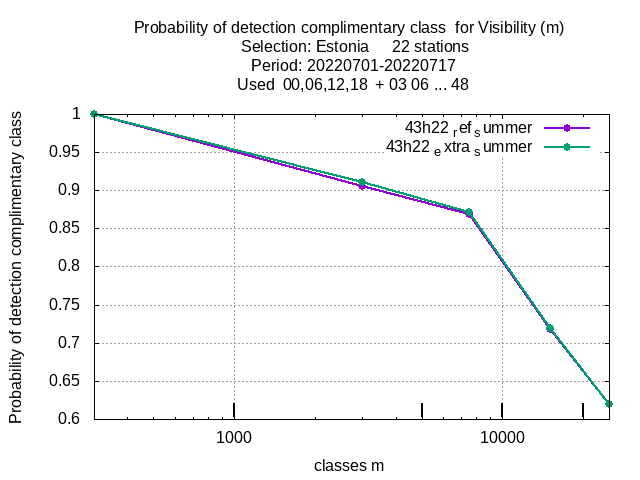 Probability of detection complimentary class  for Visibility (m)
Selection: Estonia     22 stations
Period: 20220701-20220717
Used  00,06,12,18  + 03 06 ... 48
Probability of detection complimentary class
43h22 ref summer
43h22 extra summer
1
0.95
0.9
0.85
0.8
0.75
0.7
0.65
0.6
1000 10000
classes m